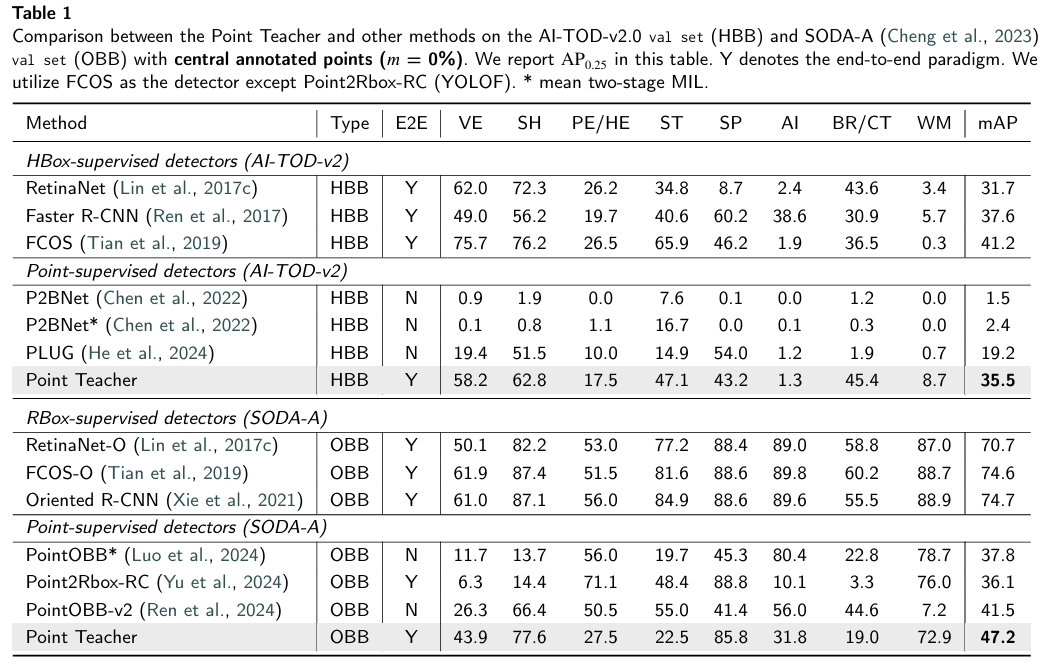 Table 1
Comparison between the Point Teacher and other methods on the AI-TOD-v2.0 val set (HBB) and SODA-A (Cheng et al., 2023)
val set (OBB) with central annotated points (m = 0%). We report AP0.25 in this table. Y denotes the end-to-end paradigm. We
utilize FCOS as the detector except Point2Rbox-RC (YOLOF). * mean two-stage MIL.
Method Type E2E VE SH PE/HE ST SP AI BR/CT WM mAP
HBox-supervised detectors (AI-TOD-v2)
RetinaNet (Lin et al., 2017c) HBB Y 62.0 72.3 26.2 34.8 8.7 2.4 43.6 3.4 31.7
Faster R-CNN (Ren et al., 2017) HBB Y 49.0 56.2 19.7 40.6 60.2 38.6 30.9 5.7 37.6
FCOS (Tian et al., 2019) HBB Y 75.7 76.2 26.5 65.9 46.2 1.9 36.5 0.3 41.2
Point-supervised detectors (AI-TOD-v2)
P2BNet (Chen et al., 2022) HBB N 0.9 1.9 0.0 7.6 0.1 0.0 1.2 0.0 1.5
P2BNet* (Chen et al., 2022) HBB N 0.1 0.8 1.1 16.7 0.0 0.1 0.3 0.0 2.4
PLUG (He et al., 2024) HBB N 19.4 51.5 10.0 14.9 54.0 1.2 1.9 0.7 19.2
Point Teacher HBB Y 58.2 62.8 17.5 47.1 43.2 1.3 45.4 8.7 35.5
RBox-supervised detectors (SODA-A)
RetinaNet-O (Lin et al., 2017c) OBB Y 50.1 82.2 53.0 77.2 88.4 89.0 58.8 87.0 70.7
FCOS-O (Tian et al., 2019) OBB Y 61.9 87.4 51.5 81.6 88.6 89.8 60.2 88.7 74.6
Oriented R-CNN (Xie et al., 2021) OBB Y 61.0 87.1 56.0 84.9 88.6 89.6 55.5 88.9 74.7
Point-supervised detectors (SODA-A)
PointOBB* (Luo et al., 2024) OBB N 11.7 13.7 56.0 19.7 45.3 80.4 22.8 78.7 37.8
Point2Rbox-RC (Yu et al., 2024) OBB Y 6.3 14.4 71.1 48.4 88.8 10.1 3.3 76.0 36.1
PointOBB-v2 (Ren et al., 2024) OBB N 26.3 66.4 50.5 55.0 41.4 56.0 44.6 7.2 41.5
Point Teacher OBB Y 43.9 77.6 27.5 22.5 85.8 31.8 19.0 72.9 47.2